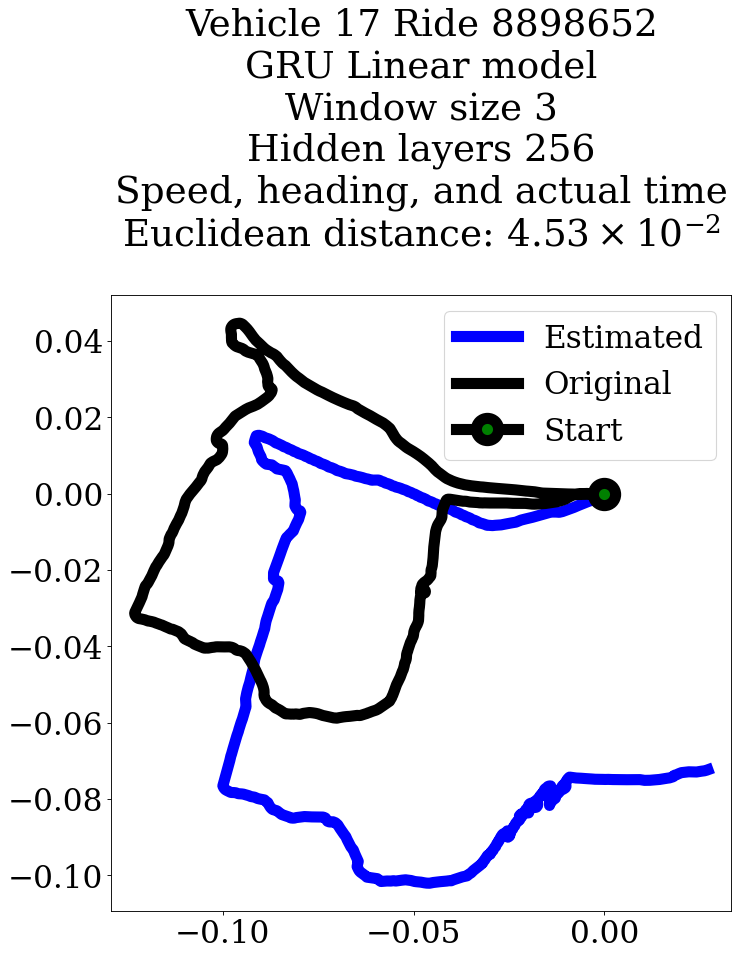 Vehicle 17 Ride 8898652
GRU Linear model
Window size 3
Hidden layers 256
Speed, heading, and actual time
Euclidean distance: 4.53 × 10⁻²
Estimated
Original
Start
0.04
0.02
0.00
−0.02
−0.04
−0.06
−0.08
−0.10
−0.10 −0.05 0.00